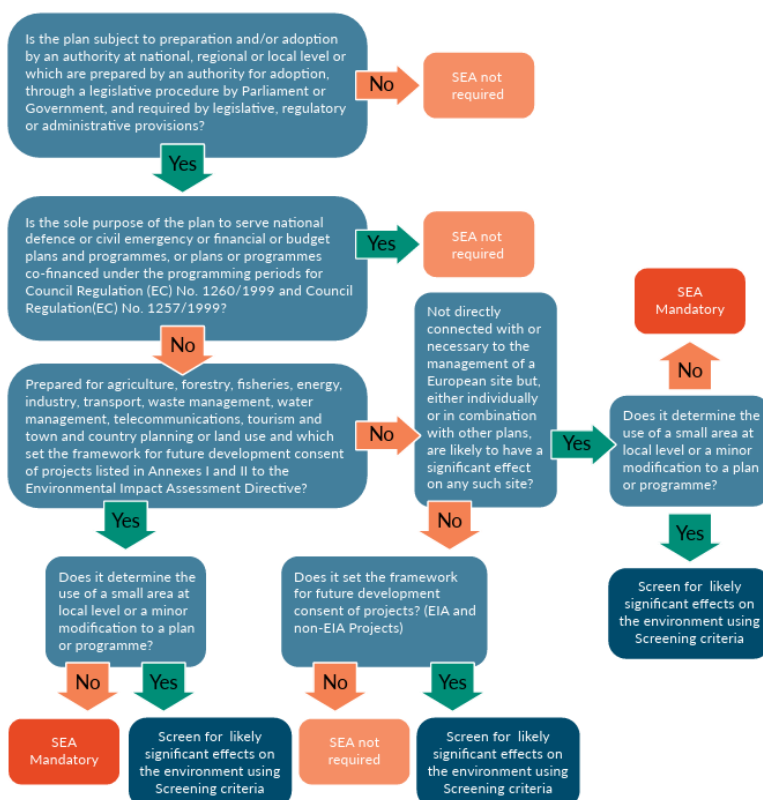 Is the plan subject to preparation and/or adoption
by an authority at national, regional or local level or
which are prepared by an authority for adoption,
through a legislative procedure by Parliament or
Government, and required by legislative, regulatory
or administrative provisions?
No
SEA not
required
Yes
Is the sole purpose of the plan to serve national
defence or civil emergency or financial or budget
plans and programmes, or plans or programmes
co-financed under the programming periods for
Council Regulation (EC) No. 1260/1999 and Council
Regulation(EC) No. 1257/1999?
Yes
SEA not
required
No
Prepared for agriculture, forestry, fisheries, energy,
industry, transport, waste management, water
management, telecommunications, tourism and
town and country planning or land use and which
set the framework for future development consent
of projects listed in Annexes I and II to the
Environmental Impact Assessment Directive?
No
Not directly
connected with or
necessary to the
management of a
European site but,
either individually
or in combination
with other plans,
are likely to have a
significant effect
on any such site?
Yes
Does it determine the
use of a small area at
local level or a minor
modification to a plan
or programme?
No
SEA
Mandatory
Yes
Screen for likely
significant effects on
the environment using
Screening criteria
Yes
Does it determine the
use of a small area at
local level or a minor
modification to a plan
or programme?
No
SEA
Mandatory
Yes
Screen for likely
significant effects on
the environment using
Screening criteria
No
Does it set the framework
for future development
consent of projects? (EIA and
non-EIA Projects)
No
SEA not
required
Yes
Screen for likely
significant effects on
the environment using
Screening criteria